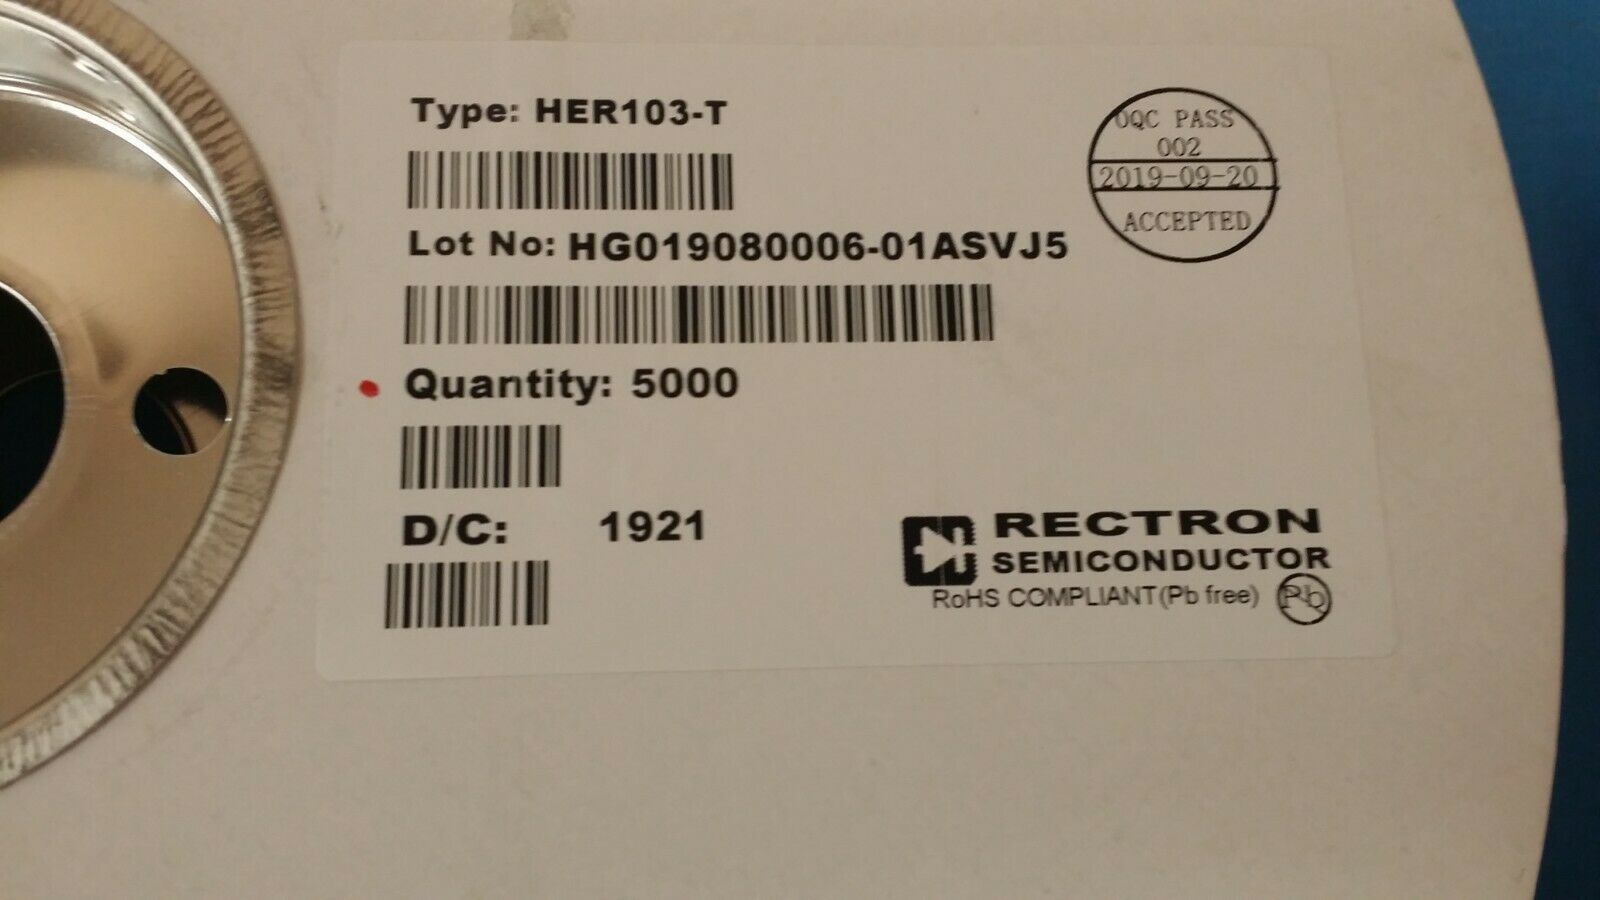 Type: HER103-T
OQC PASS
002
2019-09-20
ACCEPTED
Lot No: HG019080006-01ASVJ5
Quantity: 5000
D/C: 1921
RECTRON
SEMICONDUCTOR
RoHS COMPLIANT(Pb free)
Pb